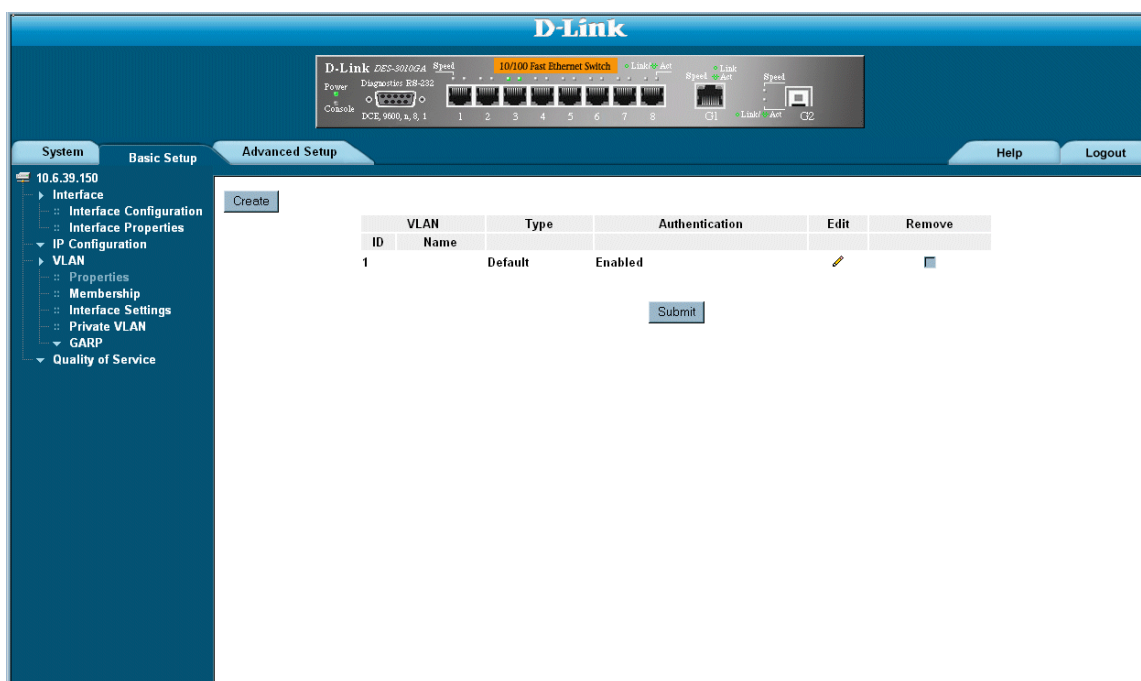 D-Link
D-Link DES-3010GA Speed 10/100 Fast Ethernet Switch Link/ Act
Link
Speed Act Speed
Power Diagnostics RS-232
Console
DCE, 9600, n, 8, 1 1 2 3 4 5 6 7 8 G1 Link/ Act G2
System Basic Setup Advanced Setup Help Logout
10.6.39.150
Interface
Interface Configuration
Interface Properties
IP Configuration
VLAN
Properties
Membership
Interface Settings
Private VLAN
GARP
Quality of Service
Create
VLAN Type Authentication Edit Remove
ID Name
1 Default Enabled
Submit